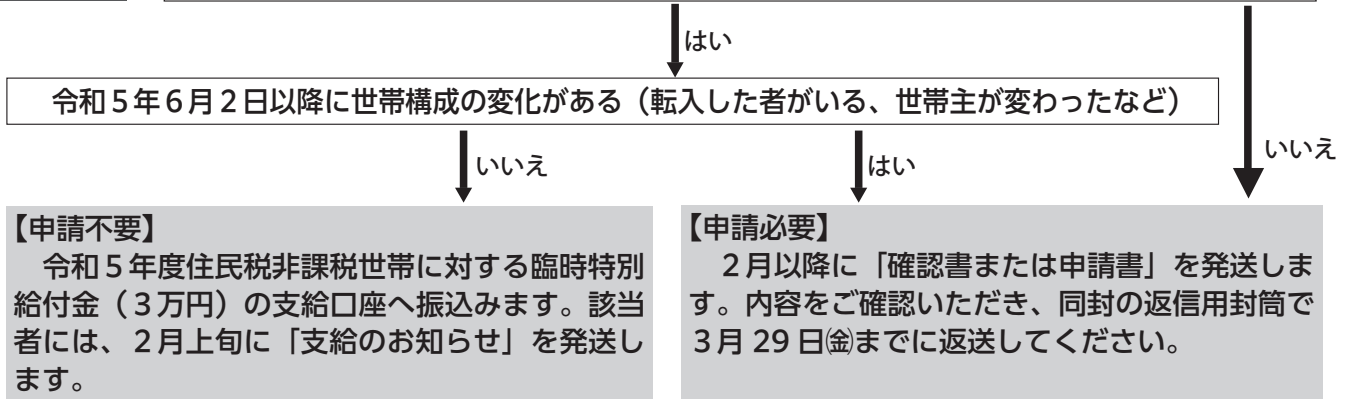 はい
令和５年６月２日以降に世帯構成の変化がある（転入した者がいる、世帯主が変わったなど）
いいえ
はい
いいえ
【申請不要】
　令和５年度住民税非課税世帯に対する臨時特別
給付金（３万円）の支給口座へ振込みます。該当
者には、２月上旬に「支給のお知らせ」を発送し
ます。
【申請必要】
　２月以降に「確認書または申請書」を発送しま
す。内容をご確認いただき、同封の返信用封筒で
３月 29 日㈮までに返送してください。